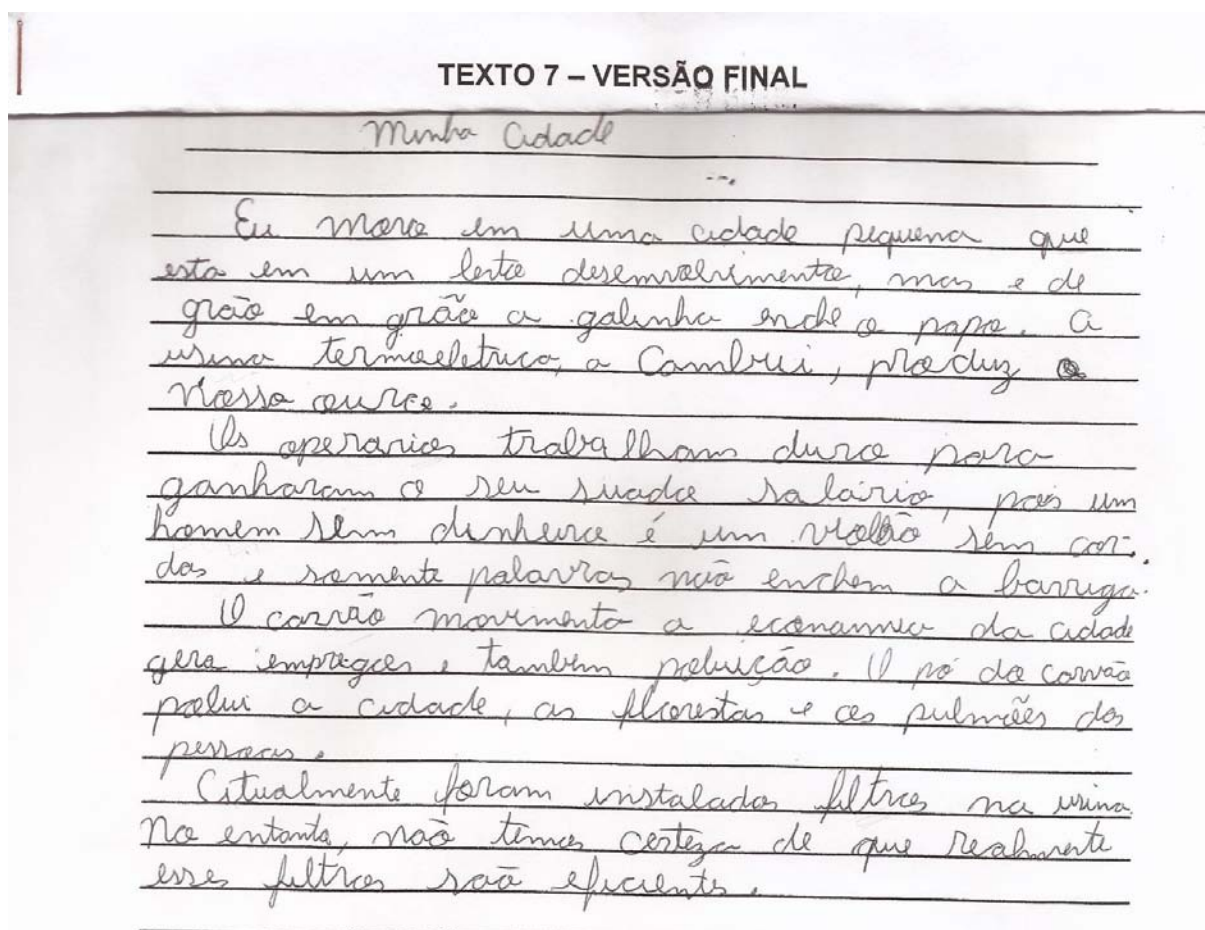 TEXTO 7 – VERSÃO FINAL
Minha Cidade
Eu moro em uma cidade pequena que
esta em um lento desenvolvimento, mas e de
grão em grão a galinha enche o papo. A
usina termoeletrica, a Cambui, produz o
nosso ouro.
Os operarios trabalham duro para
ganharam o seu suado salário, pois um
homem sem dinheiro é um violão sem cor-
das e somente palavras não enchem a barriga.
O carvão movimenta a economia da cidade
gera empregos e também poluição. O pó do carvão
polui a cidade, as florestas e os pulmões das
pessoas.
Atualmente foram instalados filtros na usina.
No entanto, não temos certeza de que realmente
esses filtros são eficientes.